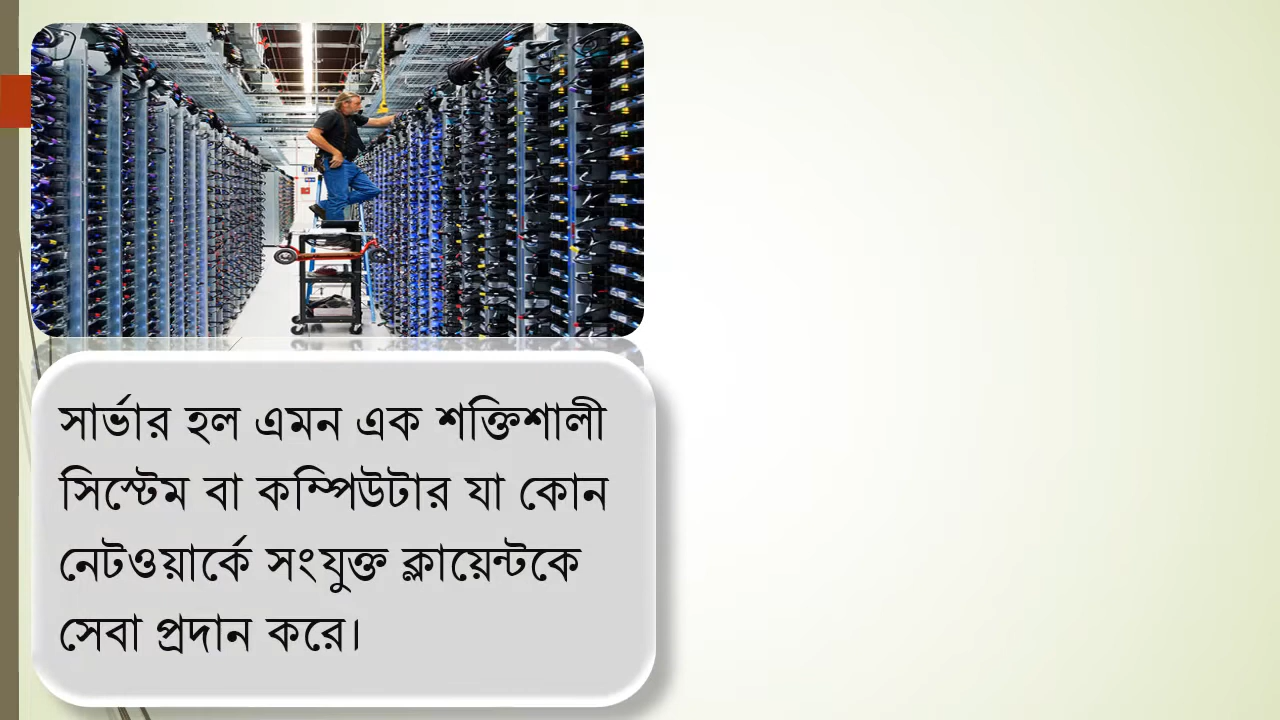 সার্ভার হল এমন এক শক্তিশালী
সিস্টেম বা কম্পিউটার যা কোন
নেটওয়ার্কে সংযুক্ত ক্লায়েন্টকে
সেবা প্রদান করে।